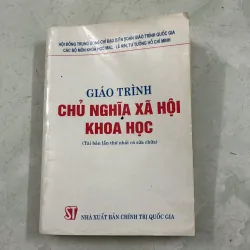 HỘI ĐỒNG TRUNG ƯƠNG CHỈ ĐẠO BIÊN SOẠN GIÁO TRÌNH QUỐC GIA
CÁC BỘ MÔN KHOA HỌC MÁC - LÊ NIN, TƯ TƯỞNG HỒ CHÍ MINH
GIÁO TRÌNH
CHỦ NGHĨA XÃ HỘI
KHOA HỌC
(Tái bản lần thứ nhất có sửa chữa)
ST
NHÀ XUẤT BẢN CHÍNH TRỊ QUỐC GIA